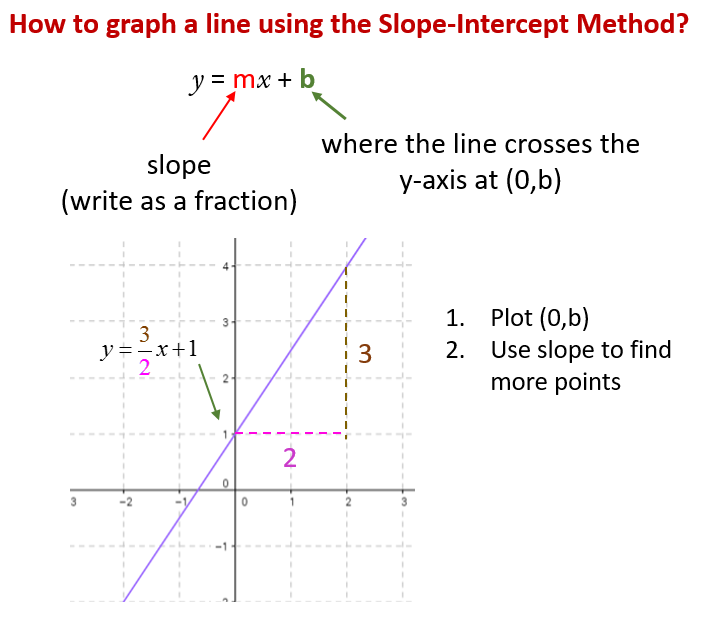 How to graph a line using the Slope-Intercept Method?
y = mx + b
where the line crosses the
y-axis at (0,b)
slope
(write as a fraction)
4
3
y = 3/2 x + 1
3
2
1
2
0
3 -2 -1 0 1 2 3
-1
1. Plot (0,b)
2. Use slope to find
more points